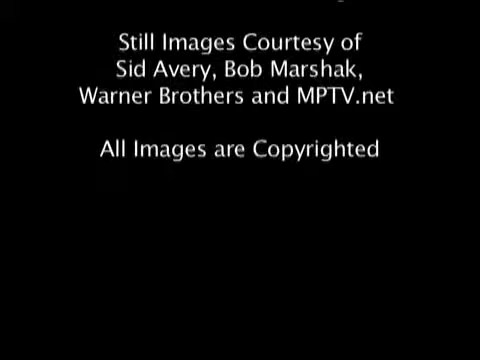 Still Images Courtesy of
Sid Avery, Bob Marshak,
Warner Brothers and MPTV.net
All Images are Copyrighted